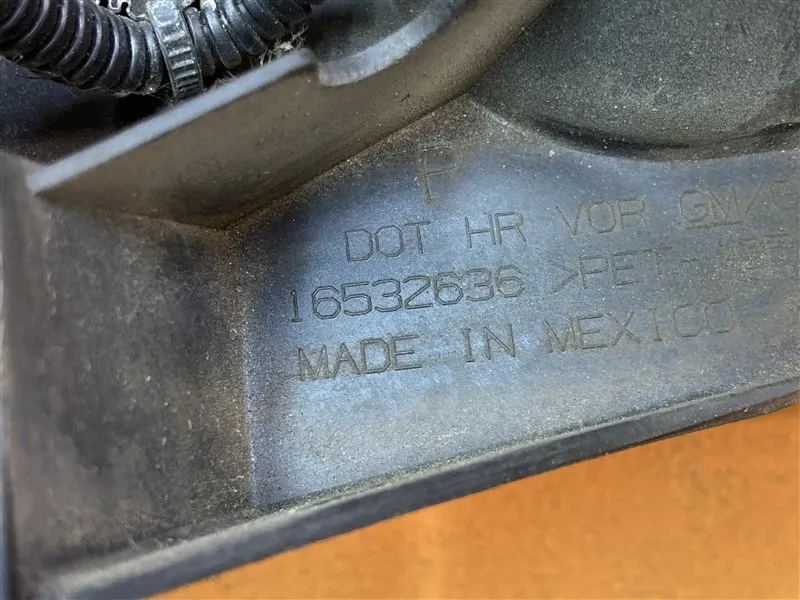 P
DOT HR VOR GM/G
16532636 >PET-
MADE IN MEXICO